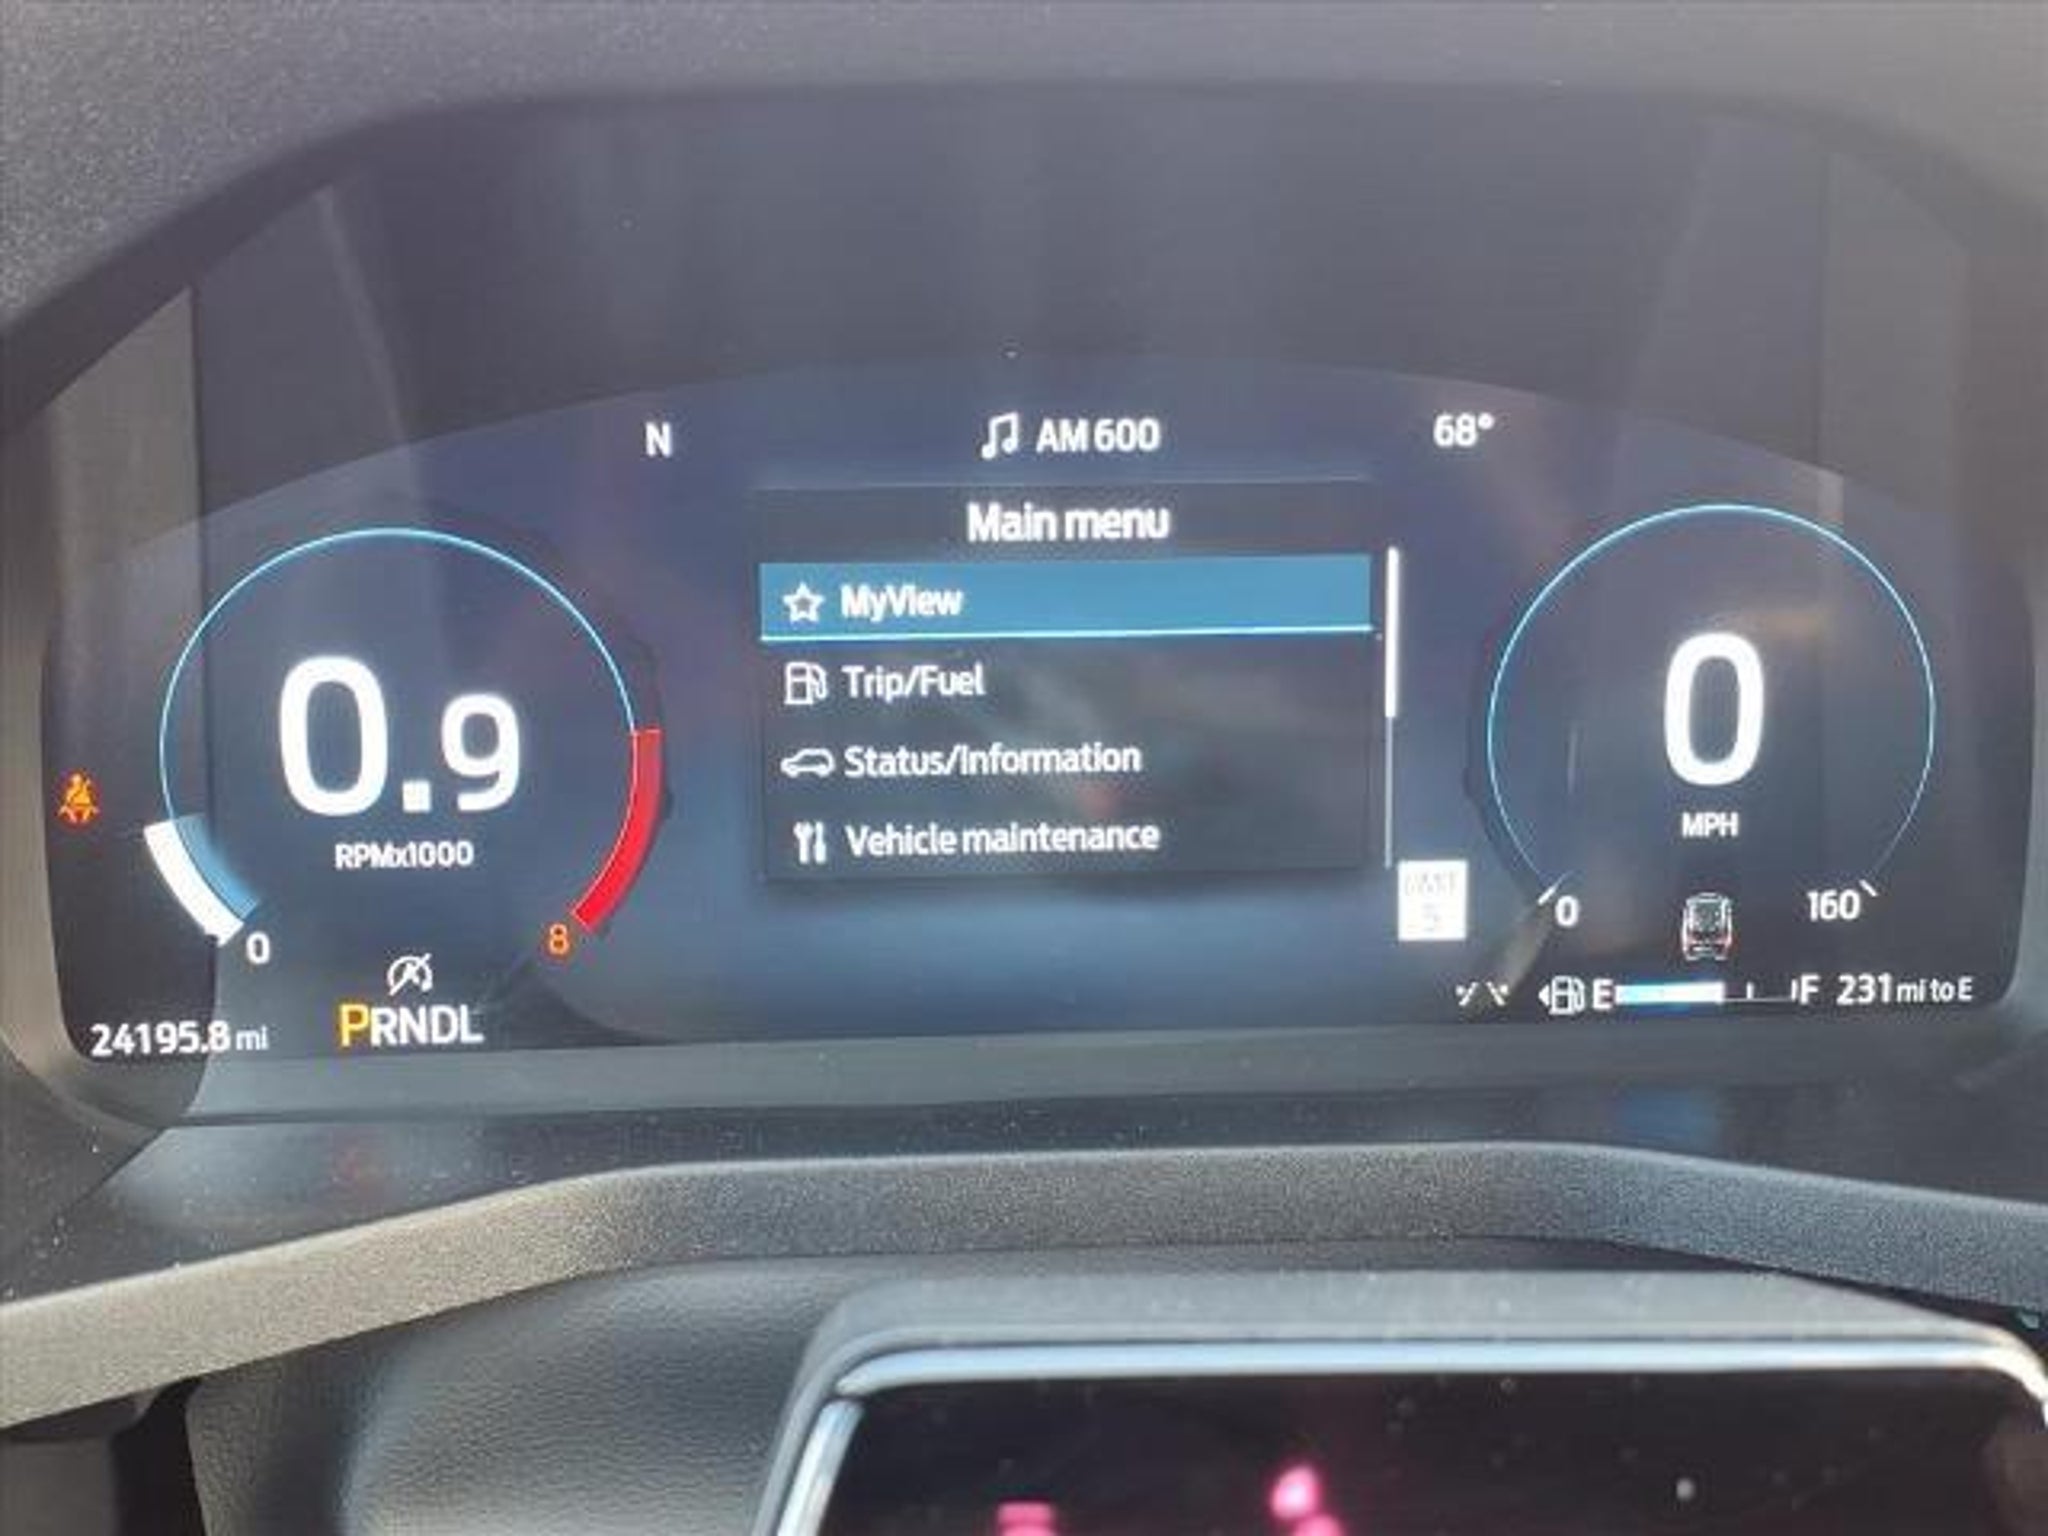 N
AM 600
68°
Main menu
MyView
Trip/Fuel
Status/Information
Vehicle maintenance
0.9
RPMx1000
0
8
0
MPH
0
160
24195.8 mi
PRNDL
E
F
231 mi to E